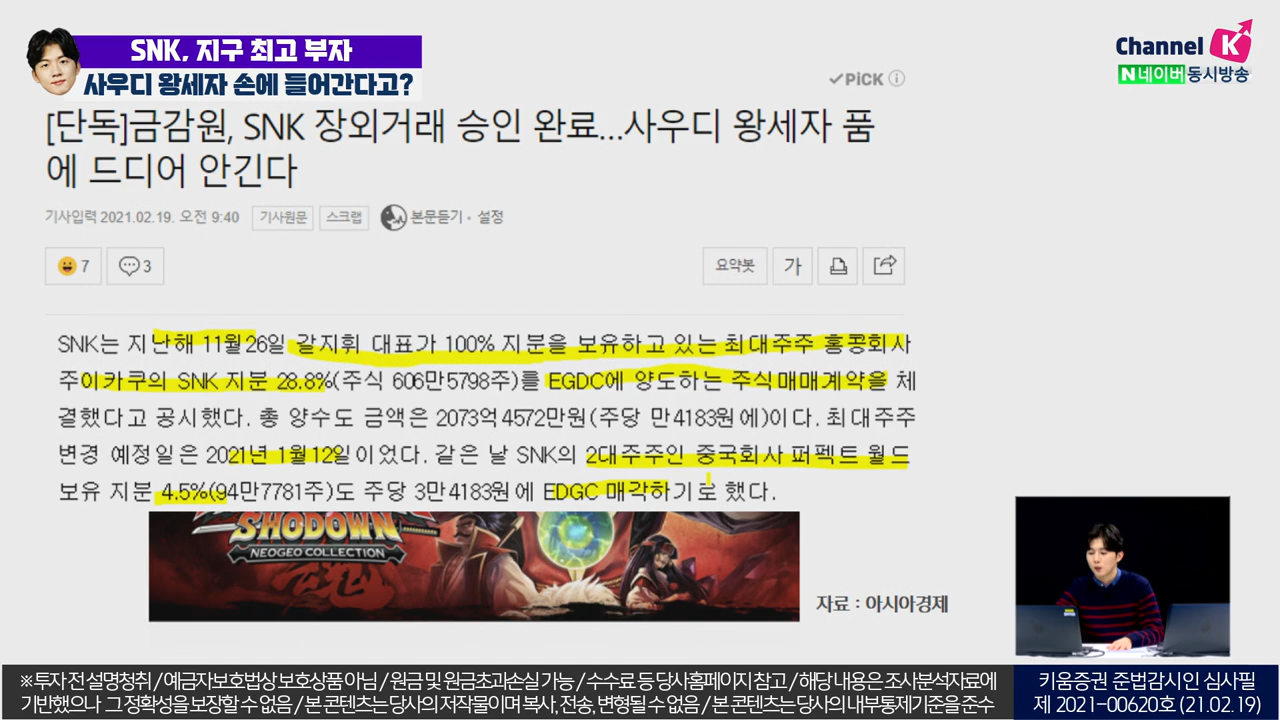 SNK, 지구 최고 부자
사우디 왕세자 손에 들어간다고?
Channel K
N 네이버 동시방송
✓PiCK ⓘ
[단독]금감원, SNK 장외거래 승인 완료...사우디 왕세자 품
에 드디어 안긴다
기사입력 2021.02.19. 오전 9:40 기사원문 스크랩 본문듣기 · 설정
7 3 요약봇 가
SNK는 지난해 11월26일 갈지휘 대표가 100% 지분을 보유하고 있는 최대주주 홍콩회사
주이카쿠의 SNK 지분 28.8%(주식 606만5798주)를 EGDC에 양도하는 주식매매계약을 체
결했다고 공시했다. 총 양수도 금액은 2073억4572만원(주당 만4183원에)이다. 최대주주
변경 예정일은 2021년 1월12일이었다. 같은 날 SNK의 2대주주인 중국회사 퍼펙트 월드
보유 지분 4.5%(94만7781주)도 주당 3만4183원에 EDGC 매각하기로 했다.
SHODOWN
NEOGEO COLLECTION
자료 : 아시아경제
※투자 전 설명청취 / 예금자보호법상 보호상품 아님 / 원금 및 원금초과손실 가능 / 수수료 등 당사홈페이지 참고 / 해당 내용은 조사분석자료에
기반했으나 그 정확성을 보장할 수 없음 / 본 콘텐츠는 당사의 저작물이며 복사, 전송, 변형될 수 없음 / 본 콘텐츠는 당사의 내부통제기준을 준수
키움증권 준법감시인 심사필
제 2021-00620호 (21.02.19)